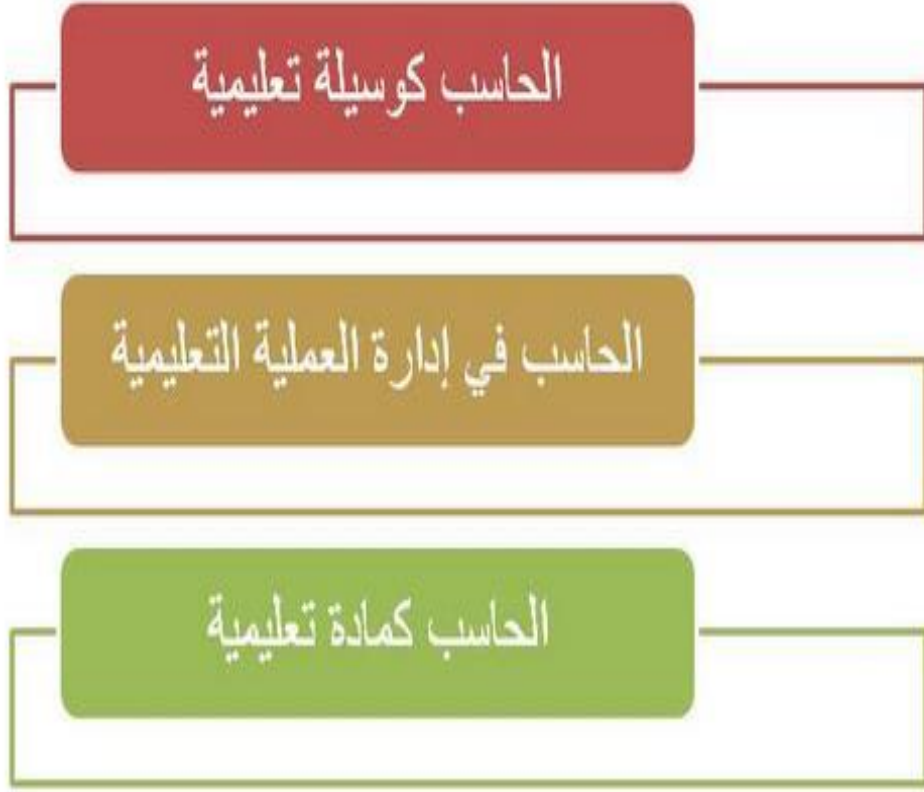 الحاسب كوسيلة تعليمية
الحاسب في إدارة العملية التعليمية
الحاسب كمادة تعليمية